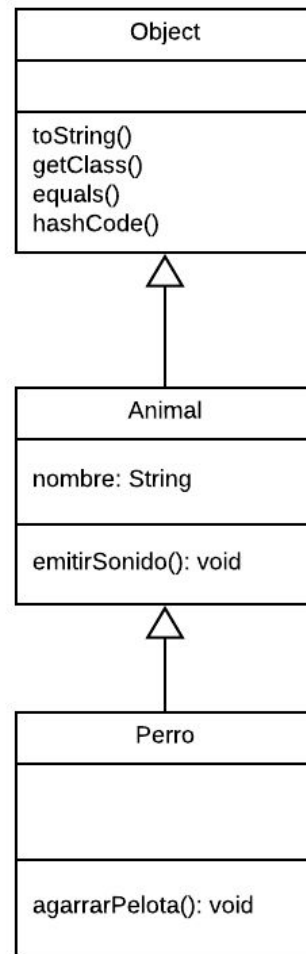 Object
toString()
getClass()
equals()
hashCode()
Animal
nombre: String
emitirSonido(): void
Perro
agarrarPelota(): void